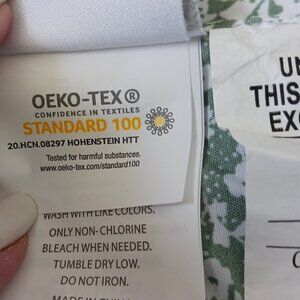 OEKO-TEX®
CONFIDENCE IN TEXTILES
STANDARD 100
20.HCN.08297 HOHENSTEIN HTT
Tested for harmful substances.
www.oeko-tex.com/standard100
WASH WITH LIKE COLORS.
ONLY NON-CHLORINE
BLEACH WHEN NEEDED.
TUMBLE DRY LOW.
DO NOT IRON.
MADE IN
UN
THIS
EXC